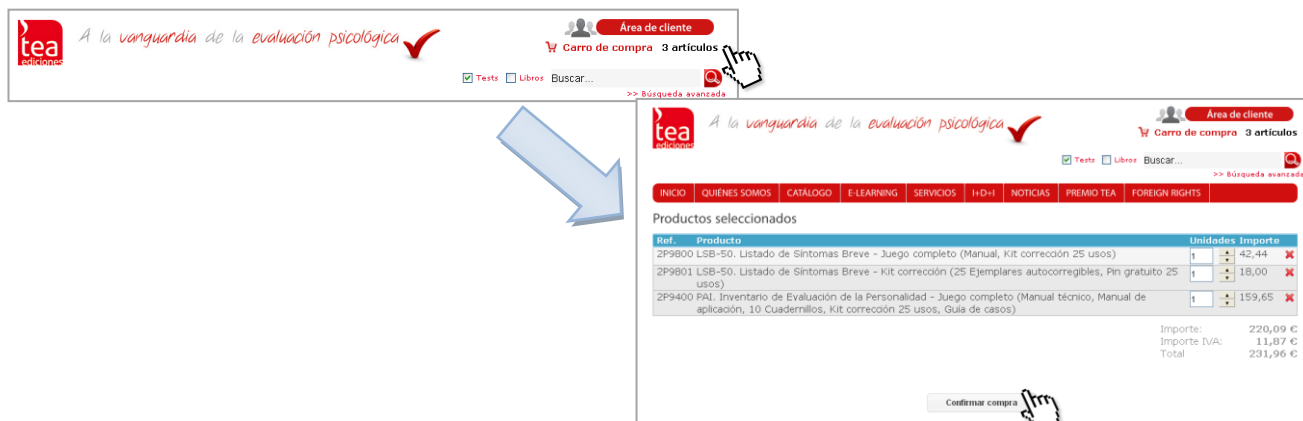 tea
ediciones
A la vanguardia de la evaluación psicológica
Área de cliente
Carro de compra 3 artículos
Tests Libros Buscar...
>> Búsqueda avanzada
tea
ediciones
A la vanguardia de la evaluación psicológica
Área de cliente
Carro de compra 3 artículos
Tests Libros Buscar...
>> Búsqueda avanzada
INICIO QUIÉNES SOMOS CATÁLOGO E-LEARNING SERVICIOS I+D+I NOTICIAS PREMIO TEA FOREIGN RIGHTS
Productos seleccionados
Ref. Producto Unidades Importe
2P9800 LSB-50. Listado de Síntomas Breve - Juego completo (Manual, Kit corrección 25 usos) 1 42,44
2P9801 LSB-50. Listado de Síntomas Breve - Kit corrección (25 Ejemplares autocorregibles, Pin gratuito 25 1 18,00
usos)
2P9400 PAI. Inventario de Evaluación de la Personalidad - Juego completo (Manual técnico, Manual de 1 159,65
aplicación, 10 Cuadernillos, Kit corrección 25 usos, Guía de casos)
Importe: 220,09 €
Importe IVA: 11,87 €
Total 231,96 €
Confirmar compra